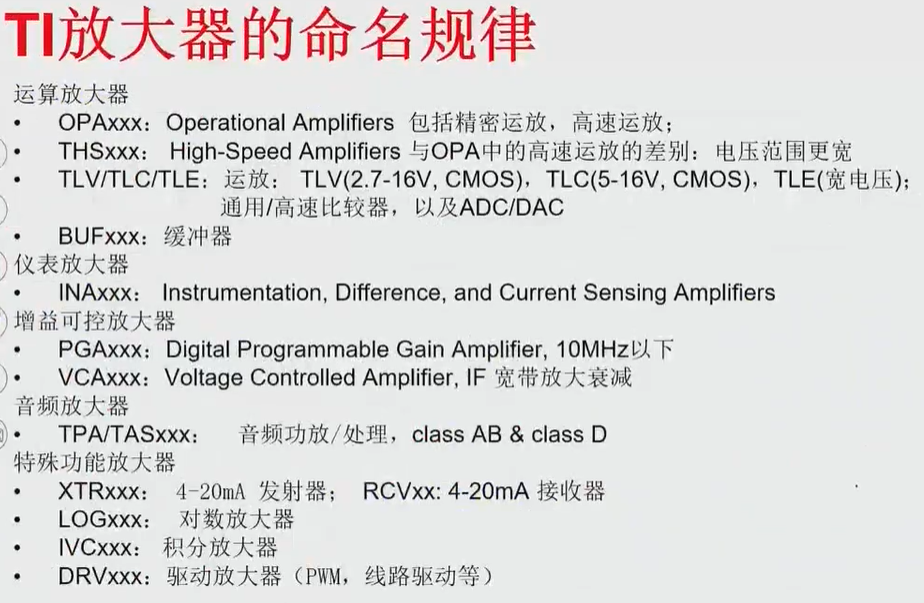 TI放大器的命名规律
运算放大器
• OPAxxx：Operational Amplifiers 包括精密运放，高速运放；
• THSxxx： High-Speed Amplifiers 与OPA中的高速运放的差别：电压范围更宽
• TLV/TLC/TLE：运放： TLV(2.7-16V, CMOS)，TLC(5-16V, CMOS)，TLE(宽电压)；
通用/高速比较器，以及ADC/DAC
• BUFxxx：缓冲器
仪表放大器
• INAxxx： Instrumentation, Difference, and Current Sensing Amplifiers
增益可控放大器
• PGAxxx：Digital Programmable Gain Amplifier, 10MHz以下
• VCAxxx：Voltage Controlled Amplifier, IF 宽带放大衰减
音频放大器
• TPA/TASxxx： 音频功放/处理，class AB & class D
特殊功能放大器
• XTRxxx： 4-20mA 发射器； RCVxx: 4-20mA 接收器
• LOGxxx： 对数放大器
• IVCxxx： 积分放大器
• DRVxxx：驱动放大器（PWM，线路驱动等）